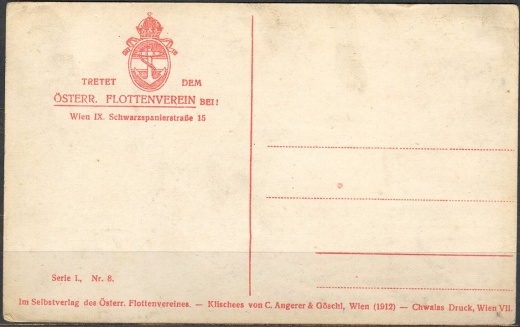 TRETET DEM
ÖSTERR. FLOTTENVEREIN BEI!
Wien IX. Schwarzspanierstraße 15
Serie I., Nr. 8.
Im Selbstverlag des Österr. Flottenvereines. — Klischees von C. Angerer & Göschl, Wien (1912) — Chwalas Druck, Wien VII.